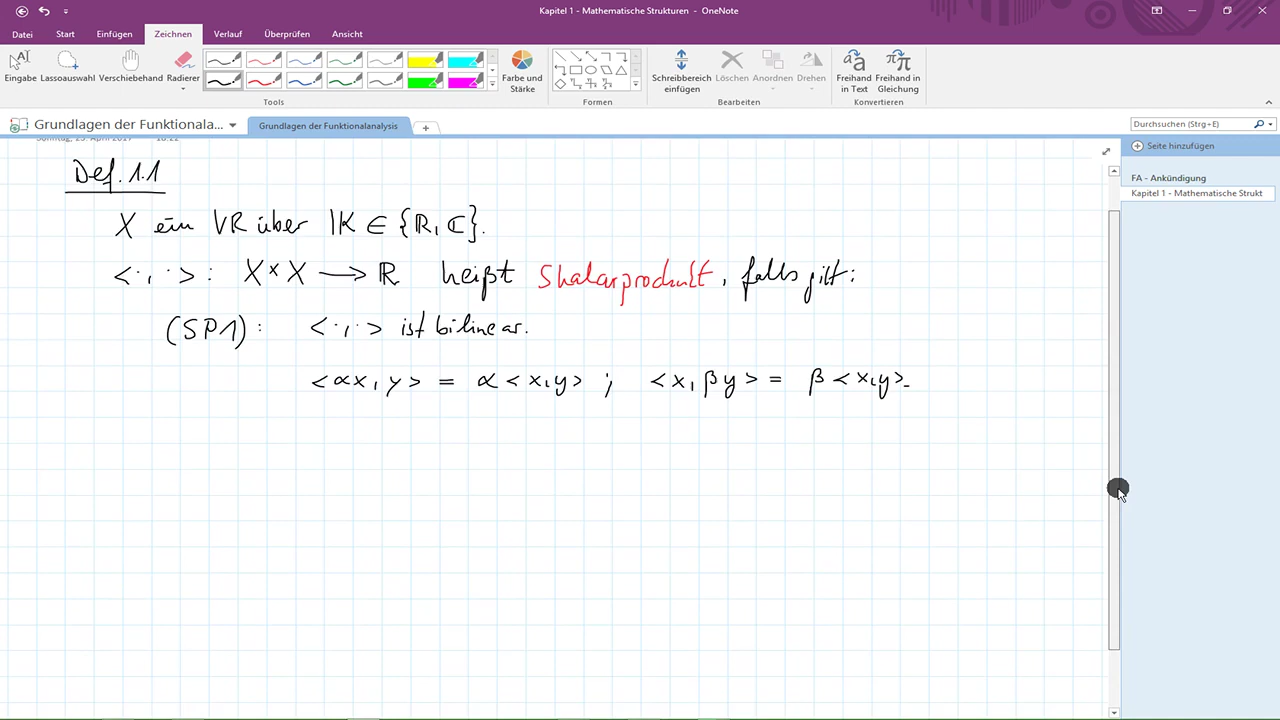 Kapitel 1 - Mathematische Strukturen - OneNote
Datei Start Einfügen Zeichnen Verlauf Überprüfen Ansicht
Eingabe Lassoauswahl Verschiebehand Radierer Farbe und Stärke Schreibbereich einfügen Löschen Anordnen Drehen Freihand in Text Freihand in Gleichung
Tools Formen Bearbeiten Konvertieren
Grundlagen der Funktionala... Grundlagen der Funktionalanalysis
Durchsuchen (Strg+E)
Seite hinzufügen
FA - Ankündigung
Kapitel 1 - Mathematische Strukt
Def. 1.1
X ein VR über 𝕂 ∈ {ℝ, ℂ}.
<·,·> : X×X → ℝ heißt Skalarprodukt, falls gilt:
(SP1): <·,·> ist bilinear.
<αx, y> = α<x,y> ; <x, βy> = β<x,y>.